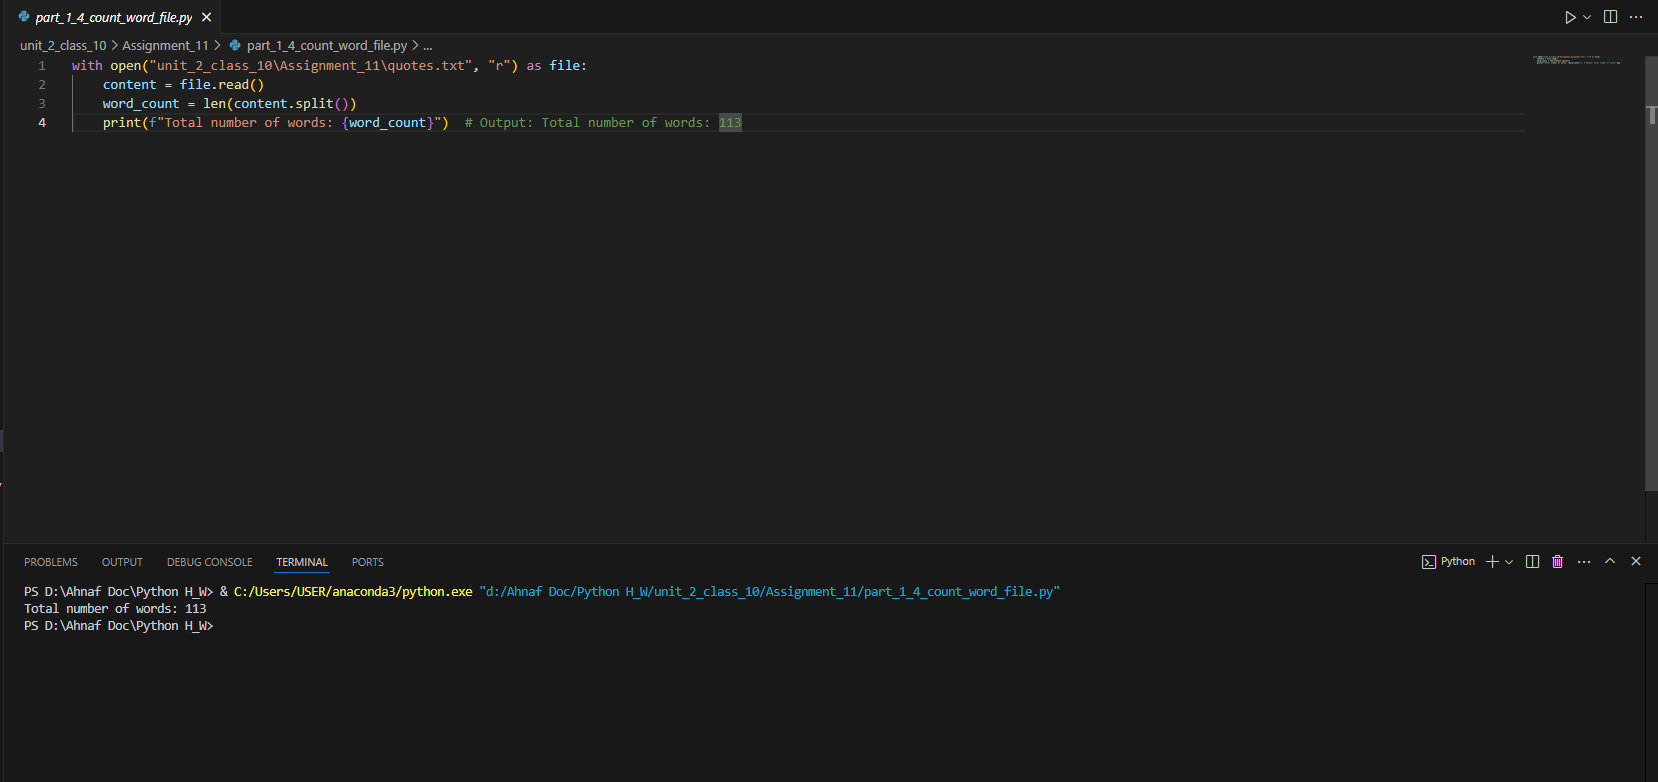 part_1_4_count_word_file.py
unit_2_class_10 > Assignment_11 > part_1_4_count_word_file.py > ...
1 with open("unit_2_class_10\Assignment_11\quotes.txt", "r") as file:
2 content = file.read()
3 word_count = len(content.split())
4 print(f"Total number of words: {word_count}") # Output: Total number of words: 113
PROBLEMS OUTPUT DEBUG CONSOLE TERMINAL PORTS Python
PS D:\Ahnaf Doc\Python H_W> & C:/Users/USER/anaconda3/python.exe "d:/Ahnaf Doc/Python H_W/unit_2_class_10/Assignment_11/part_1_4_count_word_file.py"
Total number of words: 113
PS D:\Ahnaf Doc\Python H_W>